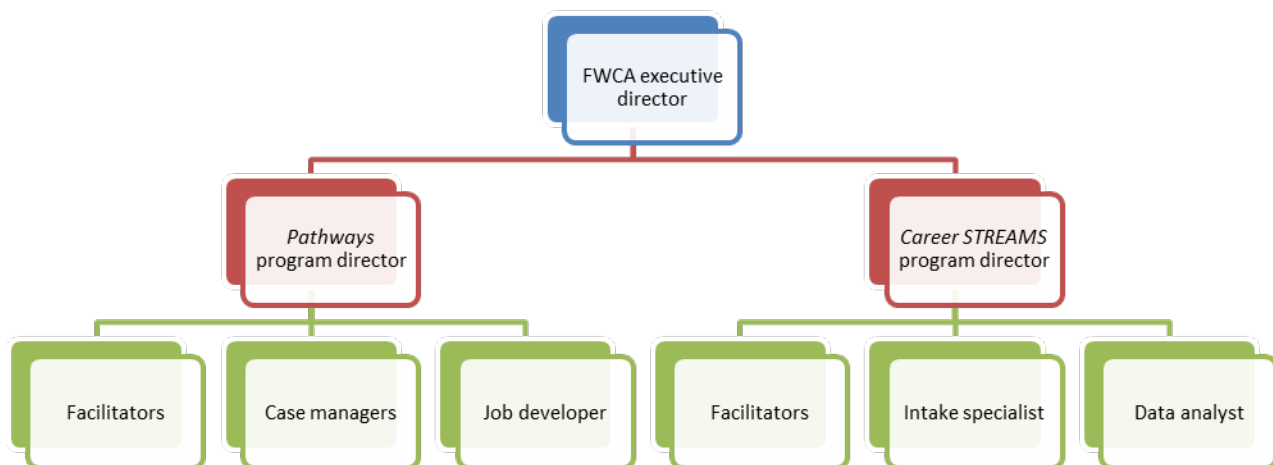 FWCA executive
director
Pathways
program director
Career STREAMS
program director
Facilitators
Case managers
Job developer
Facilitators
Intake specialist
Data analyst